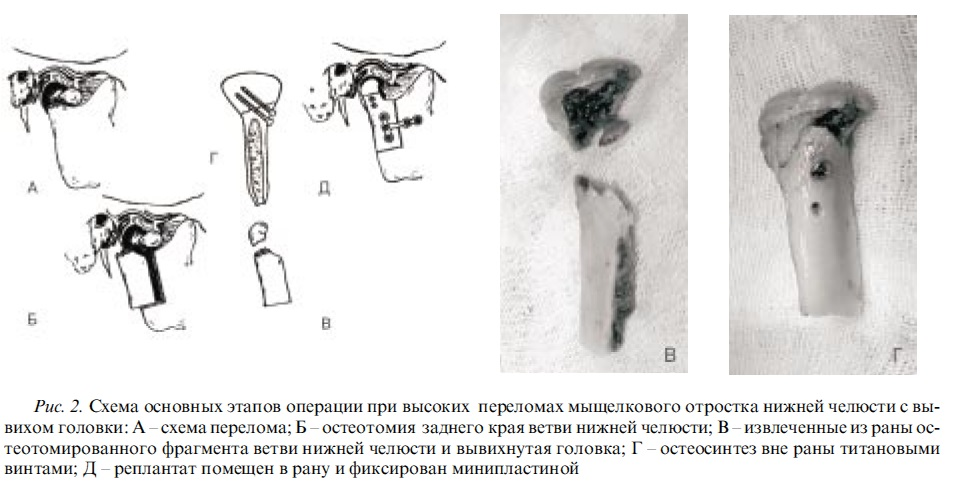 А
Б
Г
В
Д
В
Г
Рис. 2. Схема основных этапов операции при высоких переломах мыщелкового отростка нижней челюсти с вы-
вихом головки: А – схема перелома; Б – остеотомия заднего края ветви нижней челюсти; В – извлеченные из раны ос-
теотомированного фрагмента ветви нижней челюсти и вывихнутая головка; Г – остеосинтез вне раны титановыми
винтами; Д – реплантат помещен в рану и фиксирован минипластиной